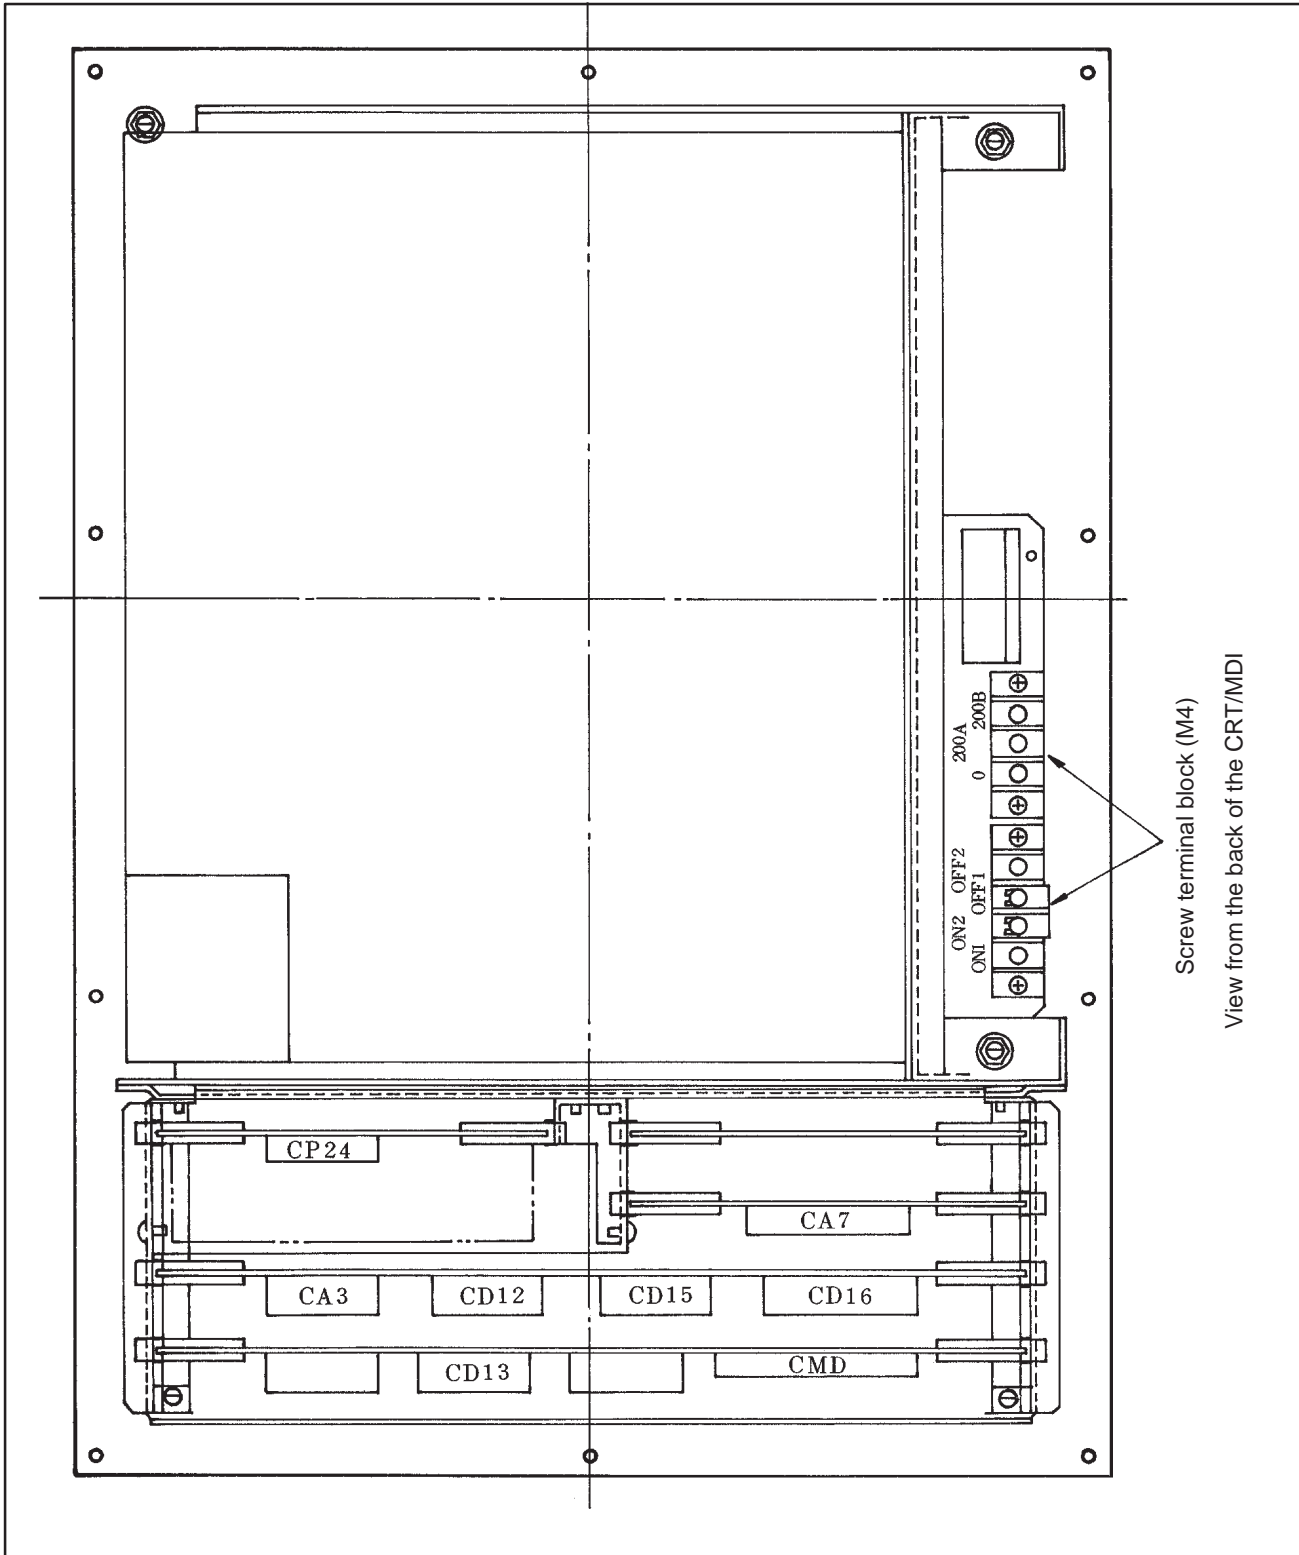 200B
200A
0
OFF2
OFF1
ON2
ON1
Screw terminal block (M4)
View from the back of the CRT/MDI
CP24
CA7
CA3
CD12
CD15
CD16
CD13
CMD